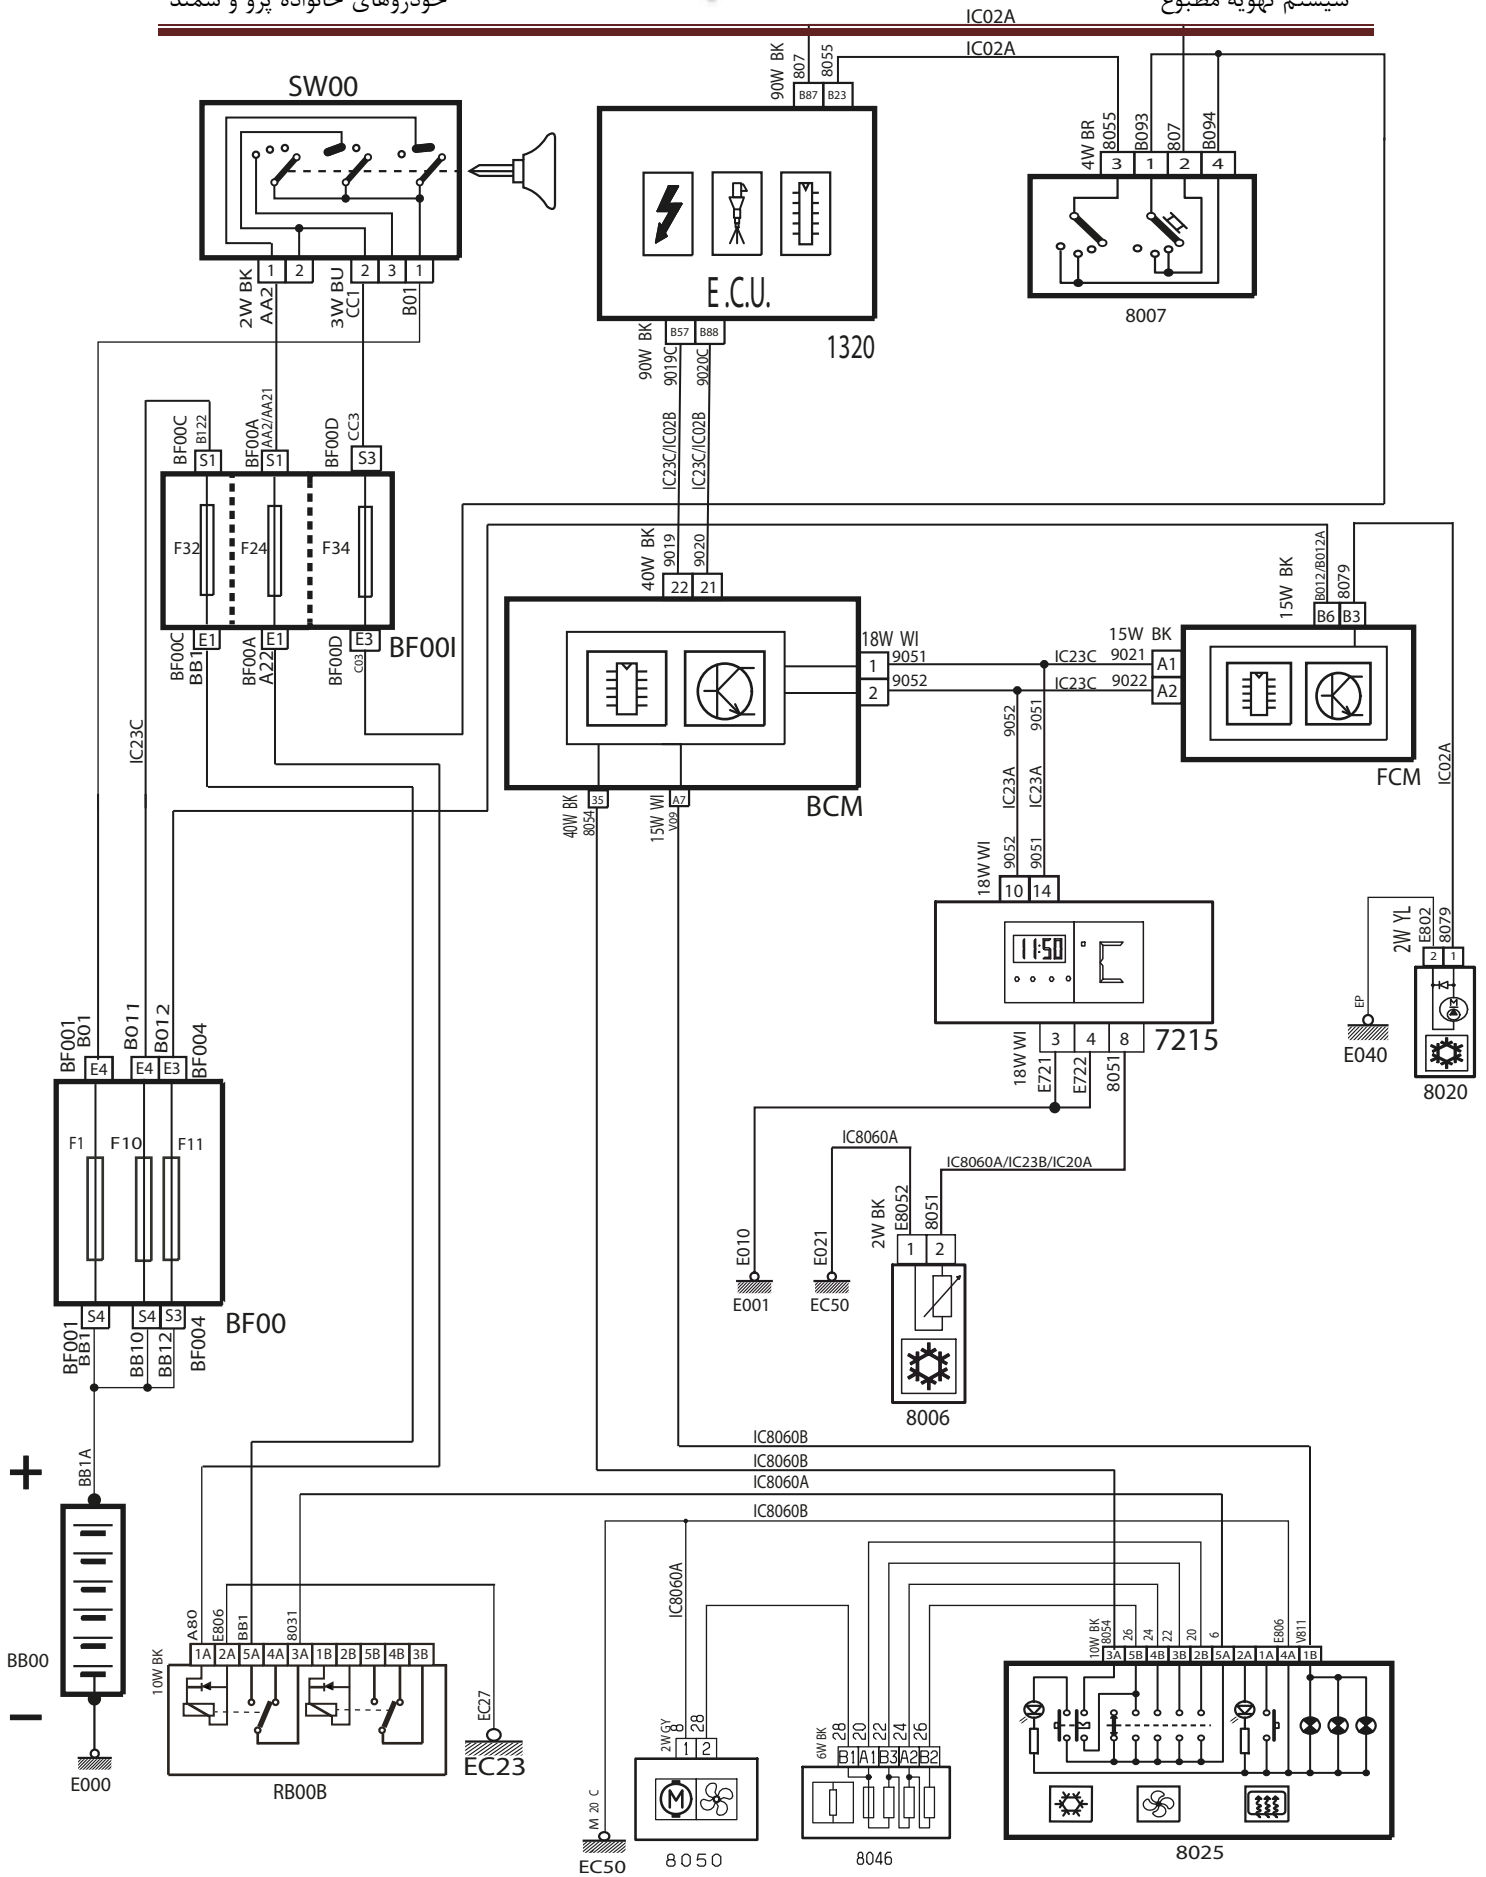 خودروهای خانواده پژو و سمند
سیستم تهویه مطبوع
IC02A
IC02A
SW00
90W BK
807
8055
B87 B23
4W BR
8055
B093
807
B094
3 1 2 4
8007
E.C.U.
1320
1 2
2 3 1
2W BK
AA2
3W BU
CC1
B01
B57 B88
90W BK
9019C
9020C
IC23C/IC02B
IC23C/IC02B
BF00C
B122
BF00A
AA2/AA21
BF00D
CC3
S1 S1 S3
F32 F24 F34
E1 E1 E3
BF00I
BF00C
BB1
BF00A
A22
BF00D
C03
40W BK
9019
9020
22 21
BCM
18W WI
1 9051
2 9052
IC23C
IC23C
15W BK
9021
9022
A1
A2
15W BK
B012/B012A
8079
B6 B3
FCM
IC02A
35
A7
40W BK
8054
15W WI
V09
9052
9051
IC23A
IC23A
18W WI
9052
9051
10 14
11:50
7215
18W WI
3 4 8
E721
E722
8051
IC23C
2W YL
E802
8079
2 1
M
8020
EP
E040
BF001
B01
B011
B012
BF004
E4 E4 E3
F1 F10 F11
S4 S4 S3
BF00
BF001
BB1
BB10
BB12
BF004
IC8060A
IC8060A/IC23B/IC20A
2W BK
E8052
8051
1 2
8006
E010
E001
E021
EC50
BB1A
+
−
BB00
E000
IC8060B
IC8060B
IC8060A
IC8060B
IC8060A
10W BK
A80
E806
BB1
8031
1A 2A 5A 4A 3A 1B 2B 5B 4B 3B
RB00B
EC27
EC23
M 20 C
EC50
2WGY
8
28
1 2
M
8050
6W BK
28
20
22
24
26
B1 A1 B3 A2 B2
8046
10W BK
8054
26
24
22
20
6
E806
V811
3A 5B 4B 3B 2B 5A 2A 1A 4A 1B
8025